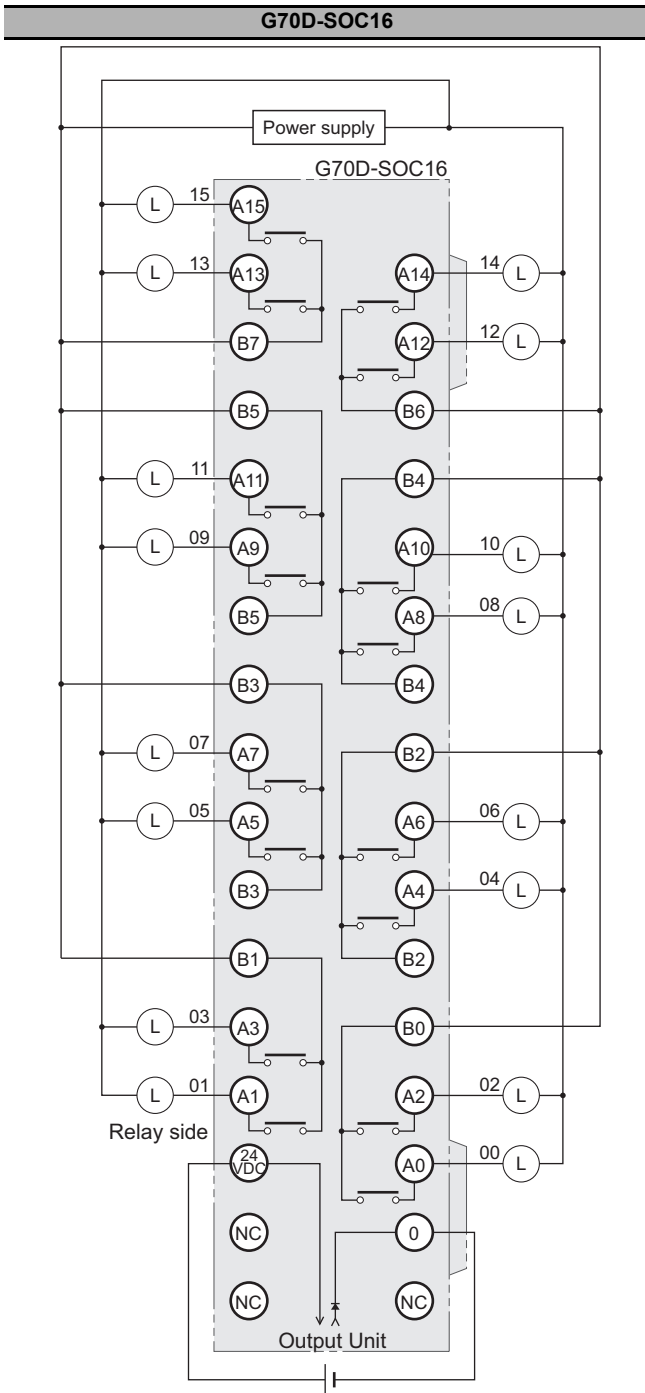 G70D-SOC16
Power supply
G70D-SOC16
L 15 A15
L 13 A13 A14 14 L
B7 A12 12 L
B5 B6
L 11 A11 B4
L 09 A9 A10 10 L
B5 A8 08 L
B3 B4
L 07 A7 B2
L 05 A5 A6 06 L
B3 A4 04 L
B1 B2
L 03 A3 B0
L 01 A1 A2 02 L
Relay side
24 VDC A0 00 L
NC 0
NC NC
Output Unit